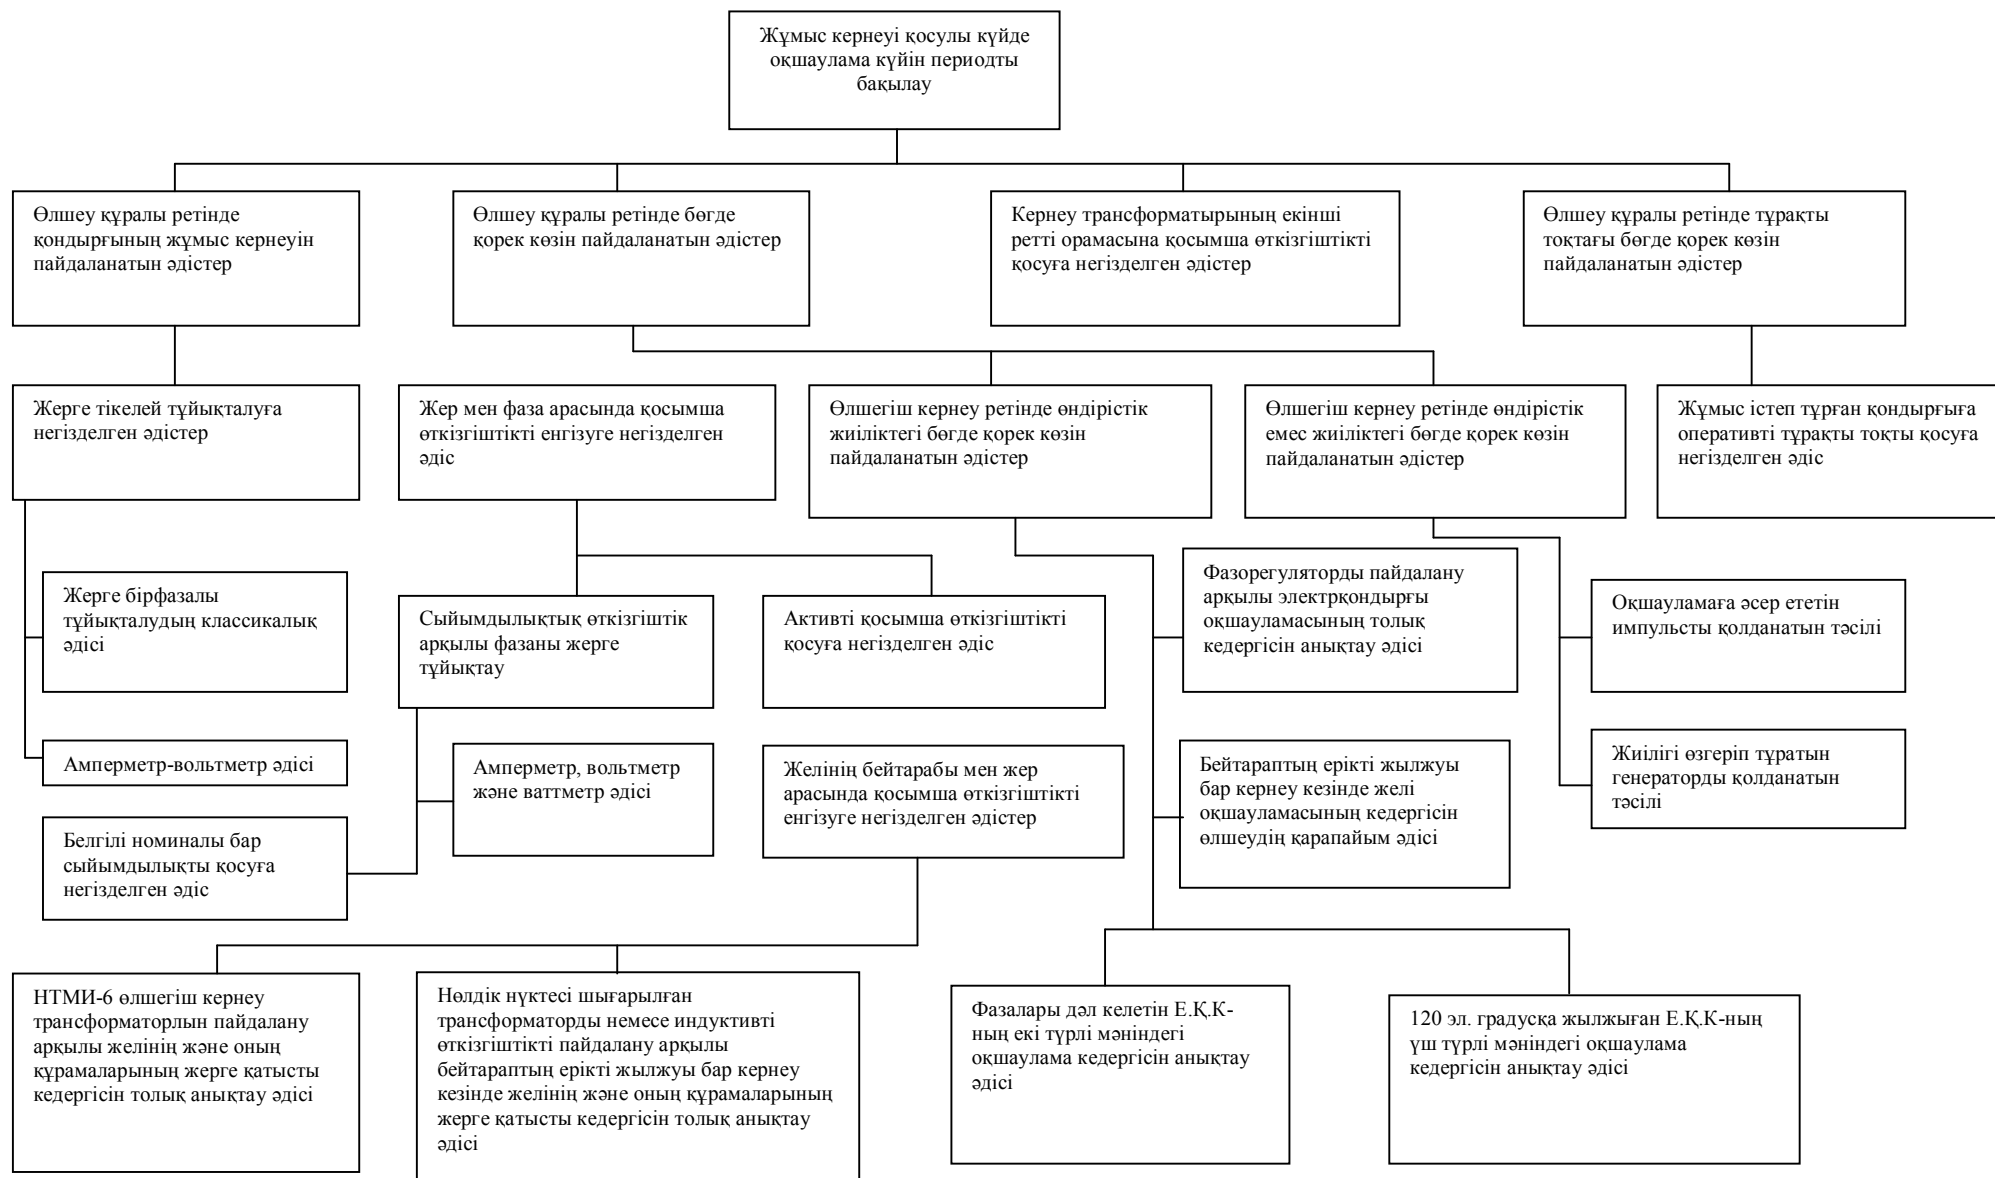 Жұмыс кернеуі қосулы күйде
оқшаулама күйін периодты
бақылау
Өлшеу құралы ретінде
қондырғының жұмыс кернеуін
пайдаланатын әдістер
Өлшеу құралы ретінде бөгде
қорек көзін пайдаланатын әдістер
Кернеу трансформатырының екінші
ретті орамасына қосымша өткізгіштікті
қосуға негізделген әдістер
Өлшеу құралы ретінде тұрақты
тоқтағы бөгде қорек көзін
пайдаланатын әдістер
Жерге тікелей тұйықталуға
негізделген әдістер
Жер мен фаза арасында қосымша
өткізгіштікті енгізуге негізделген
әдіс
Өлшегіш кернеу ретінде өндірістік
жиіліктегі бөгде қорек көзін
пайдаланатын әдістер
Өлшегіш кернеу ретінде өндірістік
емес жиіліктегі бөгде қорек көзін
пайдаланатын әдістер
Жұмыс істеп тұрған қондырғыға
оперативті тұрақты тоқты қосуға
негізделген әдіс
Жерге бірфазалы
тұйықталудың классикалық
әдісі
Сыйымдылықтық өткізгіштік
арқылы фазаны жерге
тұйықтау
Активті қосымша өткізгіштікті
қосуға негізделген әдіс
Фазорегуляторды пайдалану
арқылы электрқондырғы
оқшауламасының толық
кедергісін анықтау әдісі
Оқшауламаға әсер ететін
импульсты қолданатын тәсілі
Амперметр-вольтметр әдісі
Амперметр, вольтметр
және ваттметр әдісі
Желінің бейтарабы мен жер
арасында қосымша өткізгіштікті
енгізуге негізделген әдістер
Бейтараптың ерікті жылжуы
бар кернеу кезінде желі
оқшауламасының кедергісін
өлшеудің қарапайым әдісі
Жиілігі өзгеріп тұратын
генераторды қолданатын
тәсілі
Белгілі номиналы бар
сыйымдылықты қосуға
негізделген әдіс
НТМИ-6 өлшегіш кернеу
трансформаторлын пайдалану
арқылы желінің және оның
құрамаларының жерге қатысты
кедергісін толық анықтау әдісі
Нөлдік нүктесі шығарылған
трансформаторды немесе индуктивті
өткізгіштікті пайдалану арқылы
бейтараптың ерікті жылжуы бар кернеу
кезінде желінің және оның құрамаларының
жерге қатысты кедергісін толық анықтау
әдісі
Фазалары дәл келетін Е.Қ.К-
ның екі түрлі мәніндегі
оқшаулама кедергісін анықтау
әдісі
120 эл. градусқа жылжыған Е.Қ.К-ның
үш түрлі мәніндегі оқшаулама
кедергісін анықтау әдісі